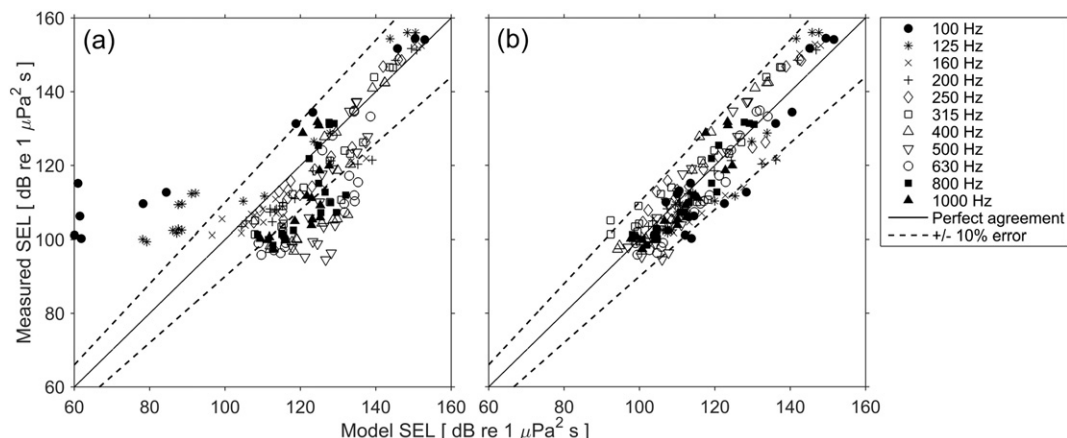 (a)
(b)
Measured SEL [ dB re 1 μPa² s ]
160
140
120
100
80
60
60 80 100 120 140 160
60 80 100 120 140 160
Model SEL [ dB re 1 μPa² s ]
100 Hz
125 Hz
160 Hz
200 Hz
250 Hz
315 Hz
400 Hz
500 Hz
630 Hz
800 Hz
1000 Hz
Perfect agreement
+/- 10% error